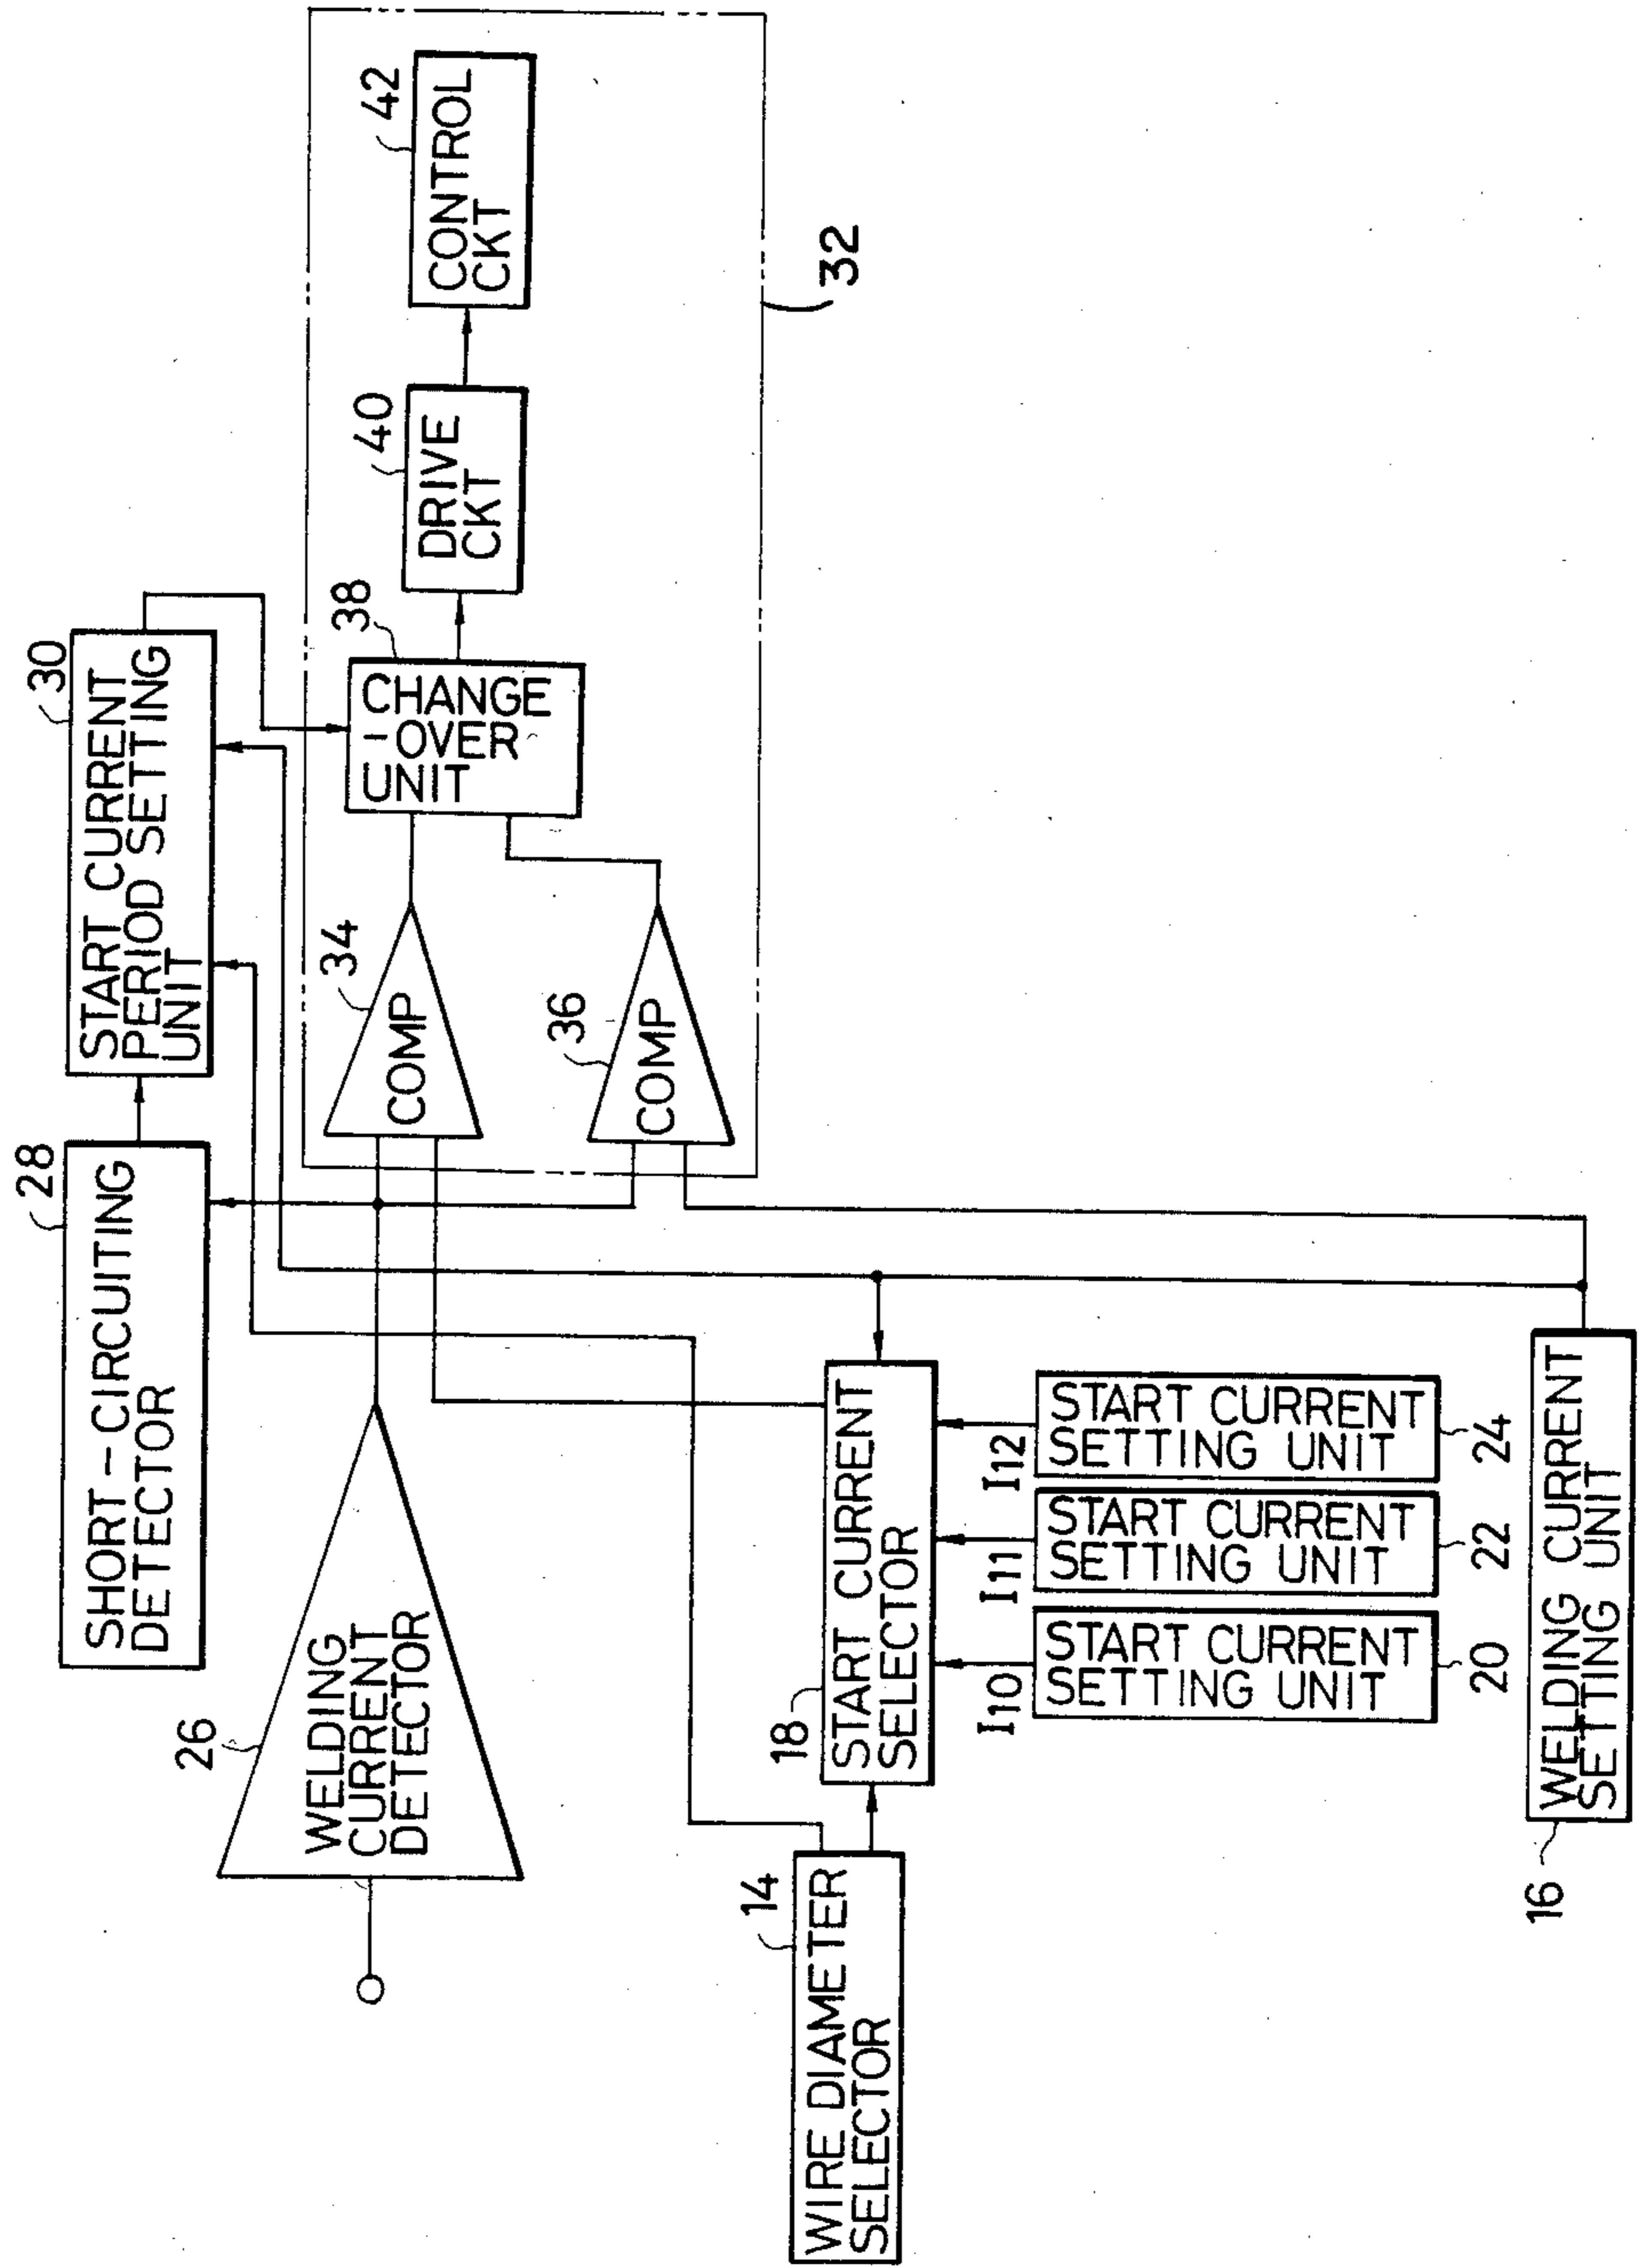 28
SHORT-CIRCUITING
DETECTOR
30
START CURRENT
PERIOD SETTING
UNIT
26
WELDING
CURRENT
DETECTOR
34
COMP
36
COMP
38
CHANGE
-OVER
UNIT
40
DRIVE
CKT
42
CONTROL
CKT
32
14
WIRE DIAMETER
SELECTOR
18
START CURRENT
SELECTOR
I10
I11
I12
START CURRENT
SETTING UNIT
20
START CURRENT
SETTING UNIT
22
START CURRENT
SETTING UNIT
24
16
WELDING CURRENT
SETTING UNIT